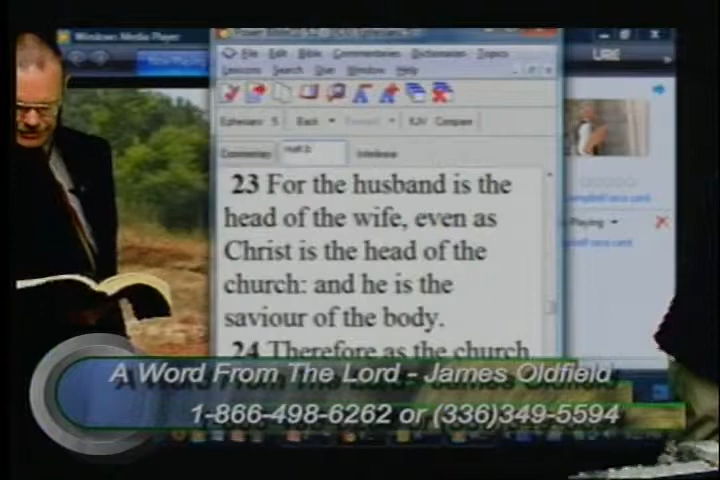 Windows Media Player
File Edit Bible Commentaries Dictionaries Topics
Lexicons Search User Window Help
Ephesians 5 Back KJV Compare
Commentary Interlinear
23 For the husband is the
head of the wife, even as
Christ is the head of the
church: and he is the
saviour of the body.
24 Therefore as the church
A Word From The Lord - James Oldfield
1-866-498-6262 or (336)349-5594